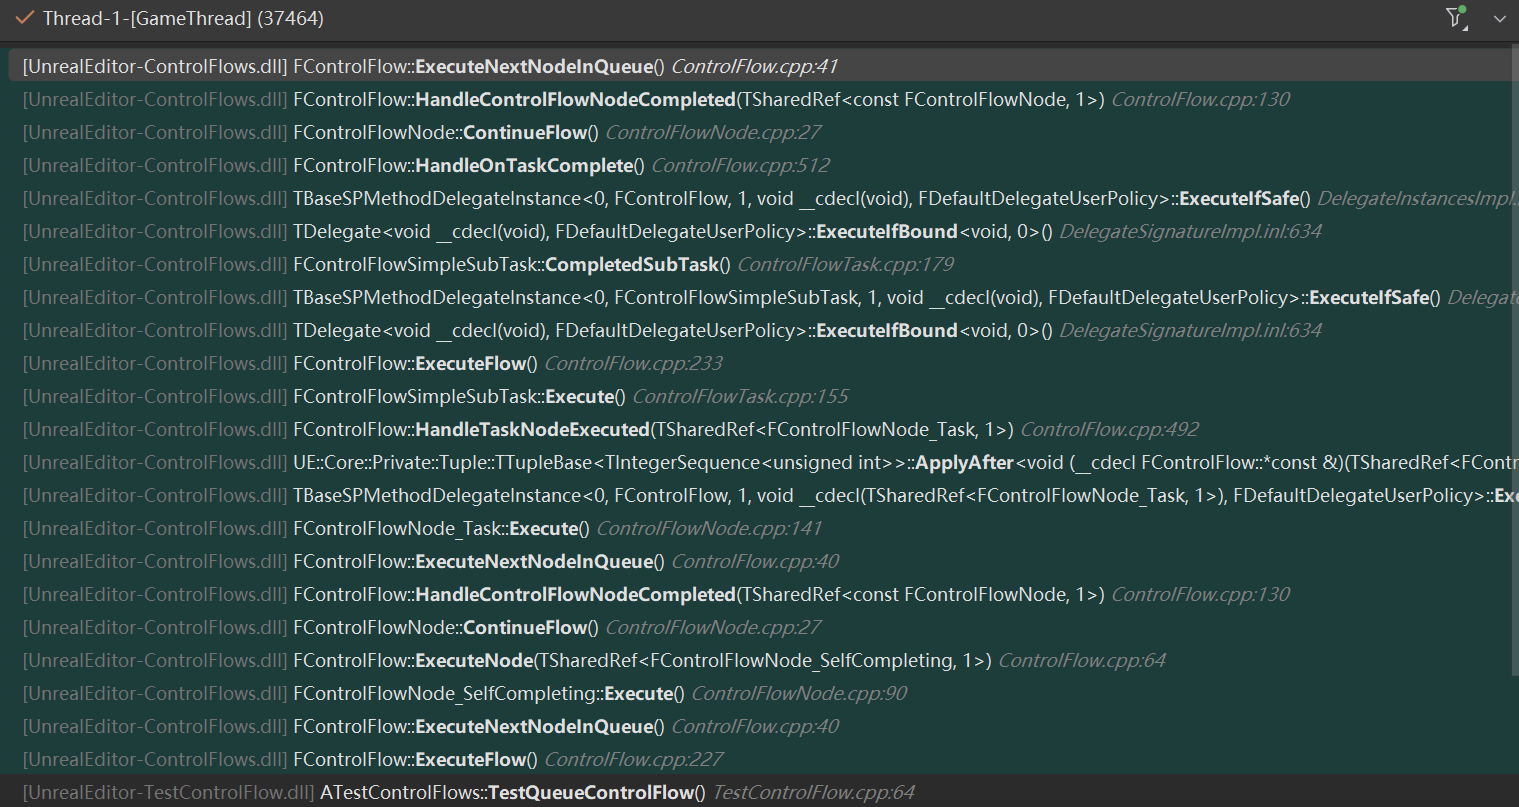 Thread-1-[GameThread] (37464)
[UnrealEditor-ControlFlows.dll] FControlFlow::ExecuteNextNodeInQueue() ControlFlow.cpp:41
[UnrealEditor-ControlFlows.dll] FControlFlow::HandleControlFlowNodeCompleted(TSharedRef<const FControlFlowNode, 1>) ControlFlow.cpp:130
[UnrealEditor-ControlFlows.dll] FControlFlowNode::ContinueFlow() ControlFlowNode.cpp:27
[UnrealEditor-ControlFlows.dll] FControlFlow::HandleOnTaskComplete() ControlFlow.cpp:512
[UnrealEditor-ControlFlows.dll] TBaseSPMethodDelegateInstance<0, FControlFlow, 1, void __cdecl(void), FDefaultDelegateUserPolicy>::ExecuteIfSafe() DelegateInstancesImpl.
[UnrealEditor-ControlFlows.dll] TDelegate<void __cdecl(void), FDefaultDelegateUserPolicy>::ExecuteIfBound<void, 0>() DelegateSignatureImpl.inl:634
[UnrealEditor-ControlFlows.dll] FControlFlowSimpleSubTask::CompletedSubTask() ControlFlowTask.cpp:179
[UnrealEditor-ControlFlows.dll] TBaseSPMethodDelegateInstance<0, FControlFlowSimpleSubTask, 1, void __cdecl(void), FDefaultDelegateUserPolicy>::ExecuteIfSafe() Delegate
[UnrealEditor-ControlFlows.dll] TDelegate<void __cdecl(void), FDefaultDelegateUserPolicy>::ExecuteIfBound<void, 0>() DelegateSignatureImpl.inl:634
[UnrealEditor-ControlFlows.dll] FControlFlow::ExecuteFlow() ControlFlow.cpp:233
[UnrealEditor-ControlFlows.dll] FControlFlowSimpleSubTask::Execute() ControlFlowTask.cpp:155
[UnrealEditor-ControlFlows.dll] FControlFlow::HandleTaskNodeExecuted(TSharedRef<FControlFlowNode_Task, 1>) ControlFlow.cpp:492
[UnrealEditor-ControlFlows.dll] UE::Core::Private::Tuple::TTupleBase<TIntegerSequence<unsigned int>>::ApplyAfter<void (__cdecl FControlFlow::*const &)(TSharedRef<FContr
[UnrealEditor-ControlFlows.dll] TBaseSPMethodDelegateInstance<0, FControlFlow, 1, void __cdecl(TSharedRef<FControlFlowNode_Task, 1>), FDefaultDelegateUserPolicy>::Exe
[UnrealEditor-ControlFlows.dll] FControlFlowNode_Task::Execute() ControlFlowNode.cpp:141
[UnrealEditor-ControlFlows.dll] FControlFlow::ExecuteNextNodeInQueue() ControlFlow.cpp:40
[UnrealEditor-ControlFlows.dll] FControlFlow::HandleControlFlowNodeCompleted(TSharedRef<const FControlFlowNode, 1>) ControlFlow.cpp:130
[UnrealEditor-ControlFlows.dll] FControlFlowNode::ContinueFlow() ControlFlowNode.cpp:27
[UnrealEditor-ControlFlows.dll] FControlFlow::ExecuteNode(TSharedRef<FControlFlowNode_SelfCompleting, 1>) ControlFlow.cpp:64
[UnrealEditor-ControlFlows.dll] FControlFlowNode_SelfCompleting::Execute() ControlFlowNode.cpp:90
[UnrealEditor-ControlFlows.dll] FControlFlow::ExecuteNextNodeInQueue() ControlFlow.cpp:40
[UnrealEditor-ControlFlows.dll] FControlFlow::ExecuteFlow() ControlFlow.cpp:227
[UnrealEditor-TestControlFlow.dll] ATestControlFlows::TestQueueControlFlow() TestControlFlow.cpp:64